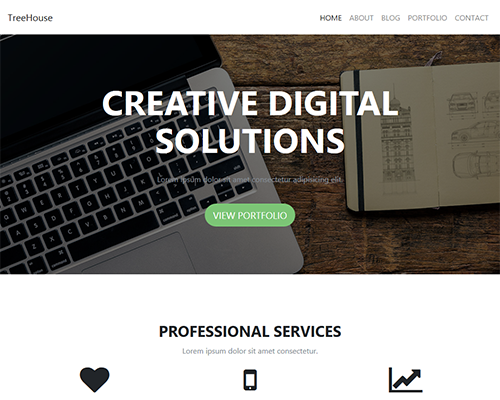 TreeHouse
HOME ABOUT BLOG PORTFOLIO CONTACT
CREATIVE DIGITAL
SOLUTIONS
Lorem ipsum dolor sit amet consectetur adipisicing elit.
VIEW PORTFOLIO
PROFESSIONAL SERVICES
Lorem ipsum dolor sit amet consectetur.